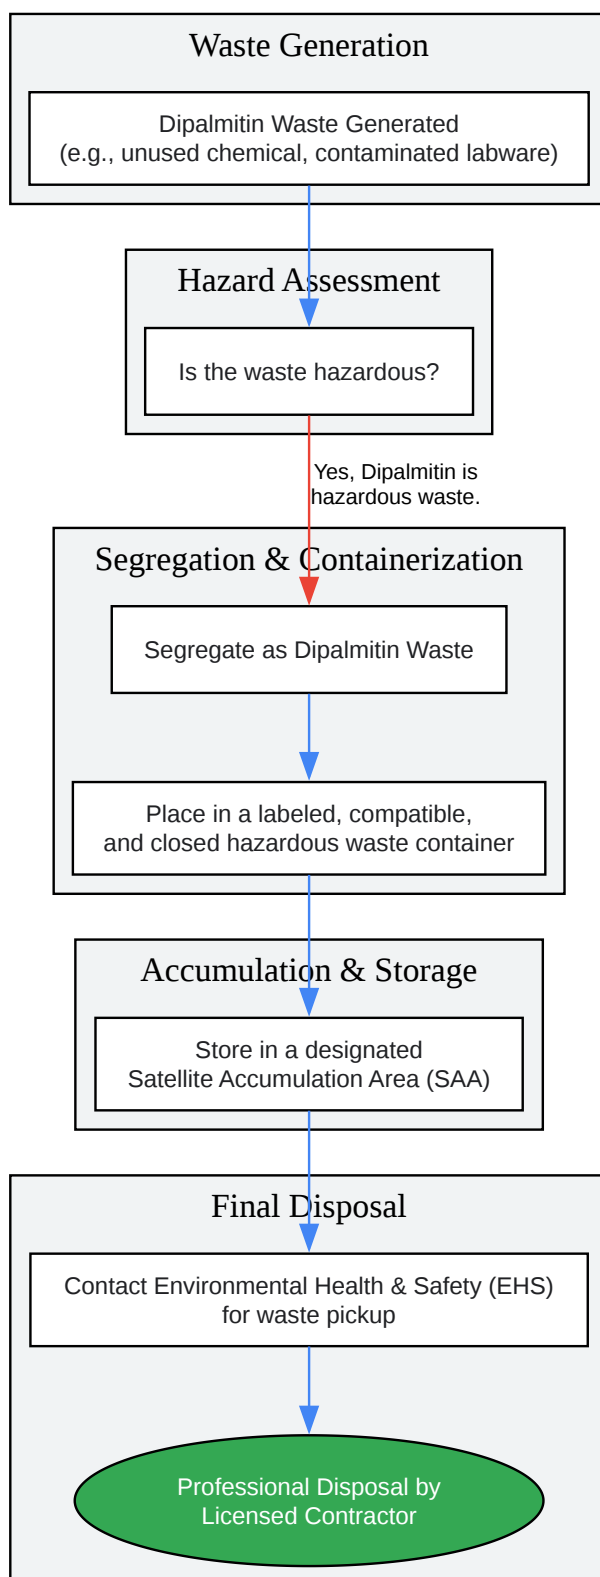 Waste Generation
Dipalmitin Waste Generated
(e.g., unused chemical, contaminated labware)
Hazard Assessment
Is the waste hazardous?
Yes, Dipalmitin is
hazardous waste.
Segregation & Containerization
Segregate as Dipalmitin Waste
Place in a labeled, compatible,
and closed hazardous waste container
Accumulation & Storage
Store in a designated
Satellite Accumulation Area (SAA)
Final Disposal
Contact Environmental Health & Safety (EHS)
for waste pickup
Professional Disposal by
Licensed Contractor